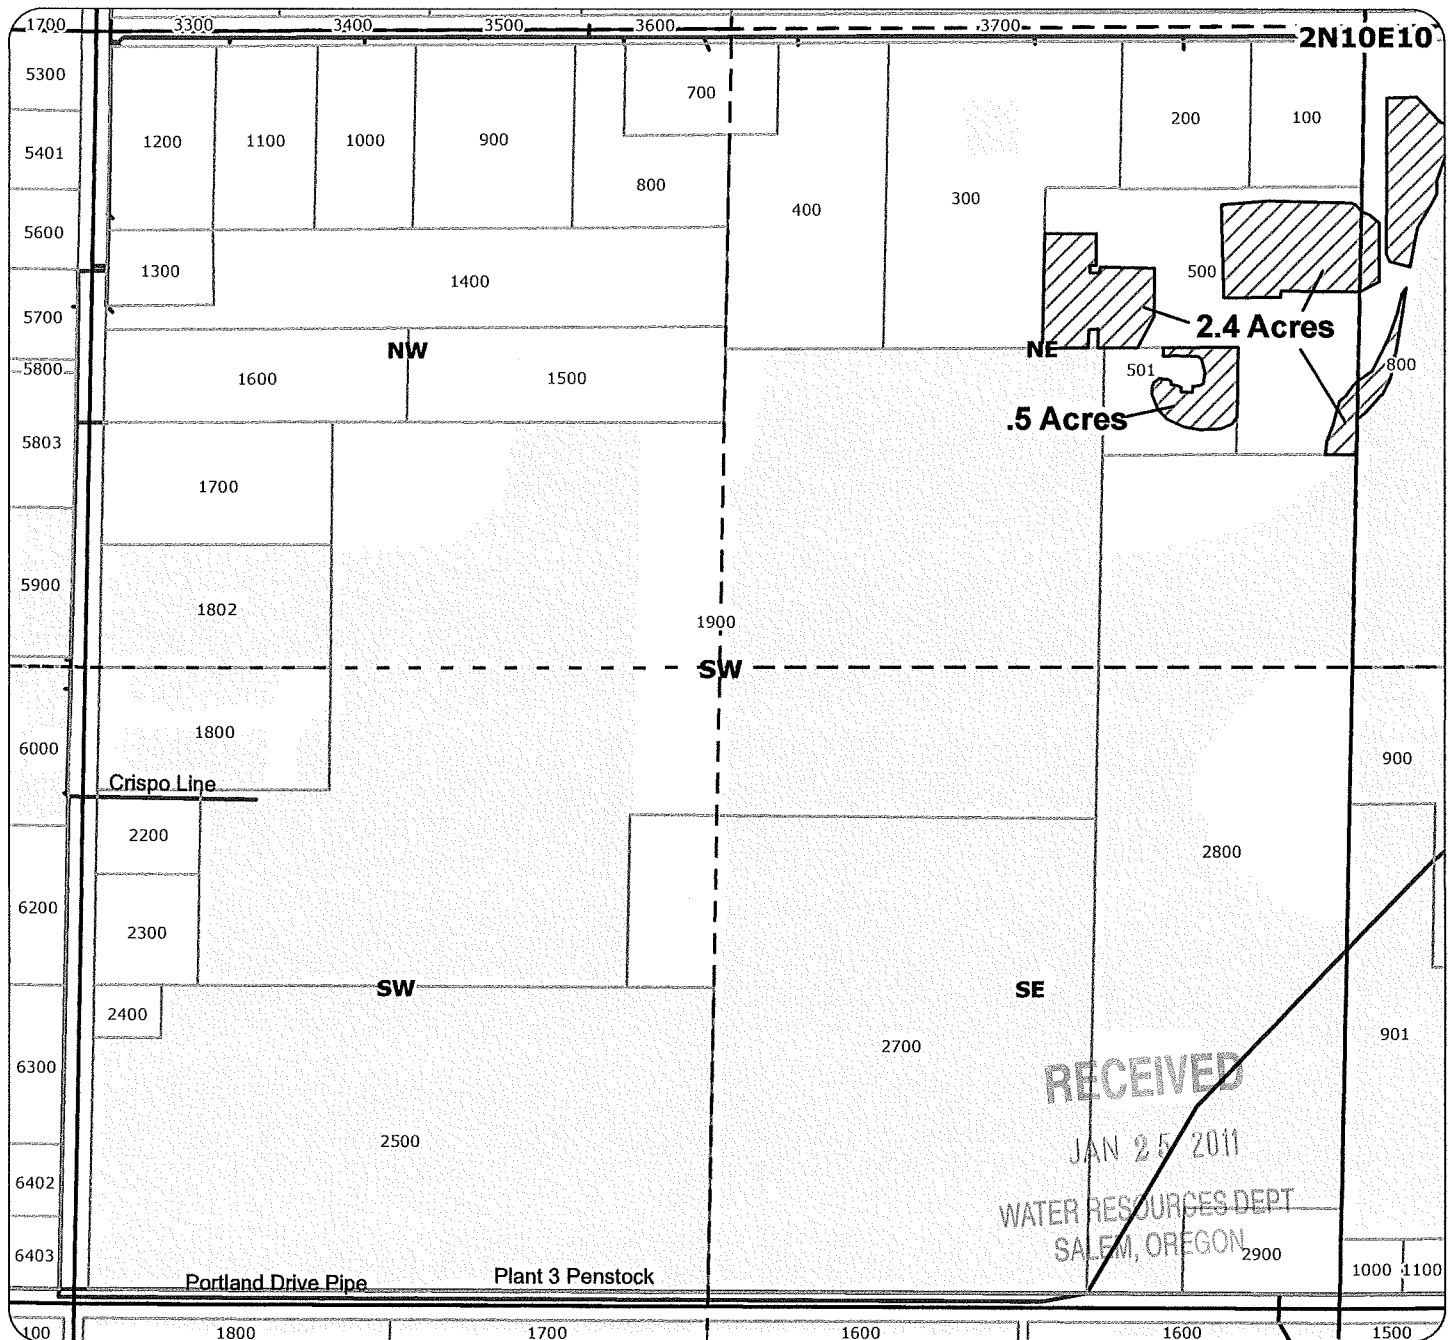 1700 3300 3400 3500 3600 3700
2N10E10
5300
700
200 100
1200 1100 1000 900
5401
800
400 300
5600
1300 1400
500
5700
2.4 Acres
NW NE
5800
1600 1500
501
800
.5 Acres
5803
1700
5900
1802
1900
SW
1800
6000
900
Crispo Line
2200
2800
6200
2300
SW SE
2400
901
2700
6300
RECEIVED
2500
JAN 25 2011
6402
WATER RESOURCES DEPT
SALEM, OREGON
2900
6403
1000 1100
Portland Drive Pipe Plant 3 Penstock
100 1800 1700 1600 1600 1500